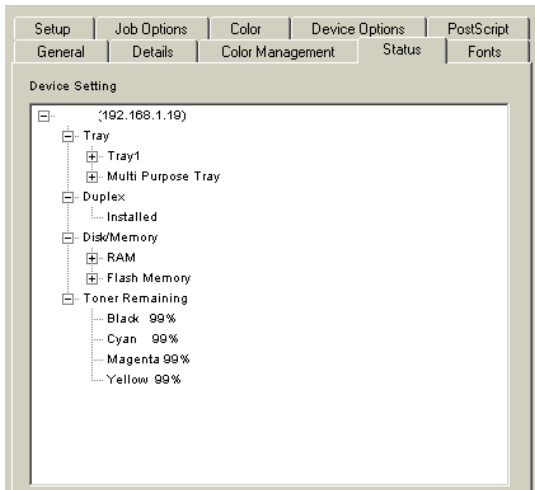 Setup Job Options Color Device Options PostScript
General Details Color Management Status Fonts
Device Setting
(192.168.1.19)
Tray
Tray1
Multi Purpose Tray
Duplex
Installed
Disk/Memory
RAM
Flash Memory
Toner Remaining
Black 99%
Cyan 99%
Magenta 99%
Yellow 99%